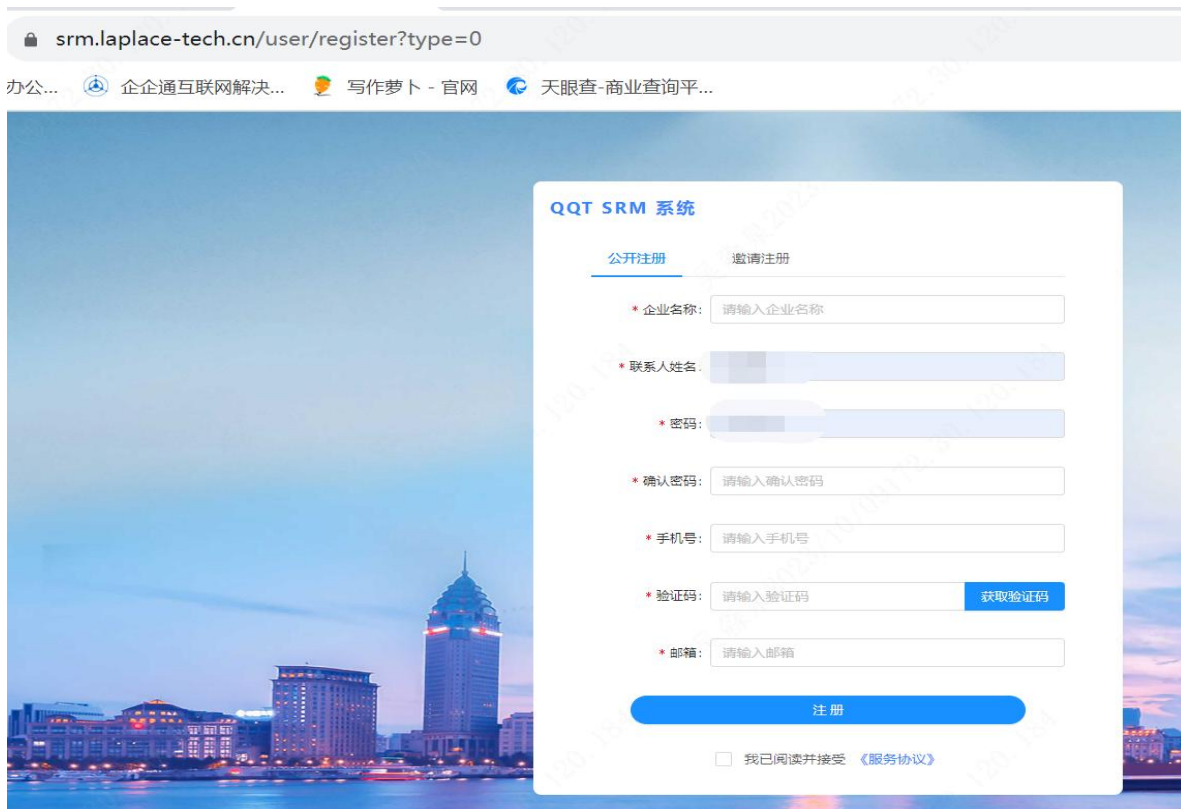 srm.laplace-tech.cn/user/register?type=0
办公... 企企通互联网解决... 写作萝卜 - 官网 天眼查-商业查询平...
QQT SRM 系统
公开注册 邀请注册
* 企业名称: 请输入企业名称
* 联系人姓名
* 密码:
* 确认密码: 请输入确认密码
* 手机号: 请输入手机号
* 验证码: 请输入验证码 获取验证码
* 邮箱: 请输入邮箱
注 册
我已阅读并接受 《服务协议》